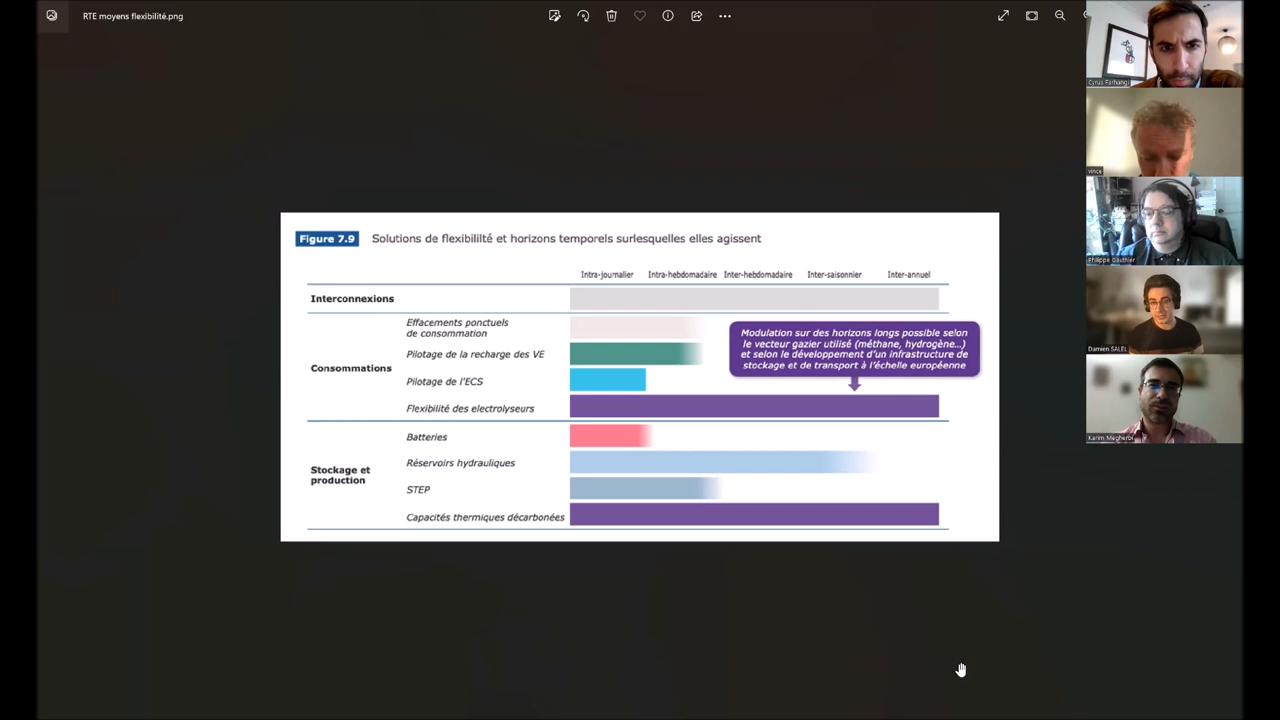 RTE moyens flexibilité.png
Figure 7.9 Solutions de flexibililté et horizons temporels surlesquelles elles agissent
Intra-journalier Intra-hebdomadaire Inter-hebdomadaire Inter-saisonnier Inter-annuel
Interconnexions
Consommations
Effacements ponctuels
de consommation
Pilotage de la recharge des VE
Pilotage de l'ECS
Flexibilité des electrolyseurs
Modulation sur des horizons longs possible selon
le vecteur gazier utilisé (méthane, hydrogène...)
et selon le développement d'un infrastructure de
stockage et de transport à l'échelle européenne
Stockage et
production
Batteries
Réservoirs hydrauliques
STEP
Capacités thermiques décarbonées
Cyrus Farhangi
vince
Philippe Gauthier
Damien SALEL
Karim Megherbi